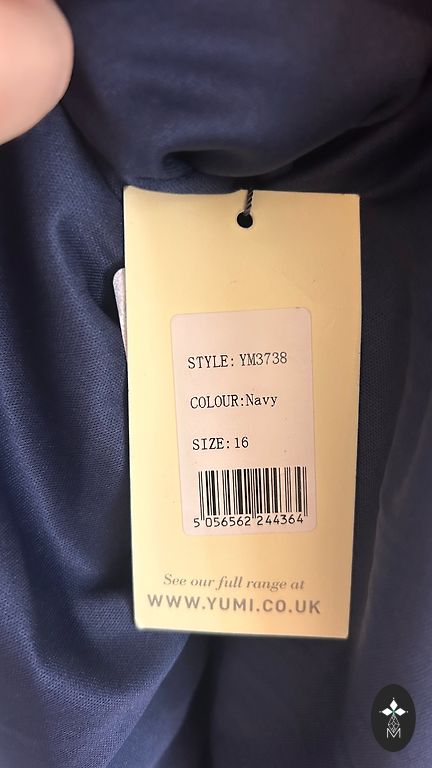 STYLE: YM3738
COLOUR:Navy
SIZE:16
5 056562 244364
See our full range at
WWW.YUMI.CO.UK
M